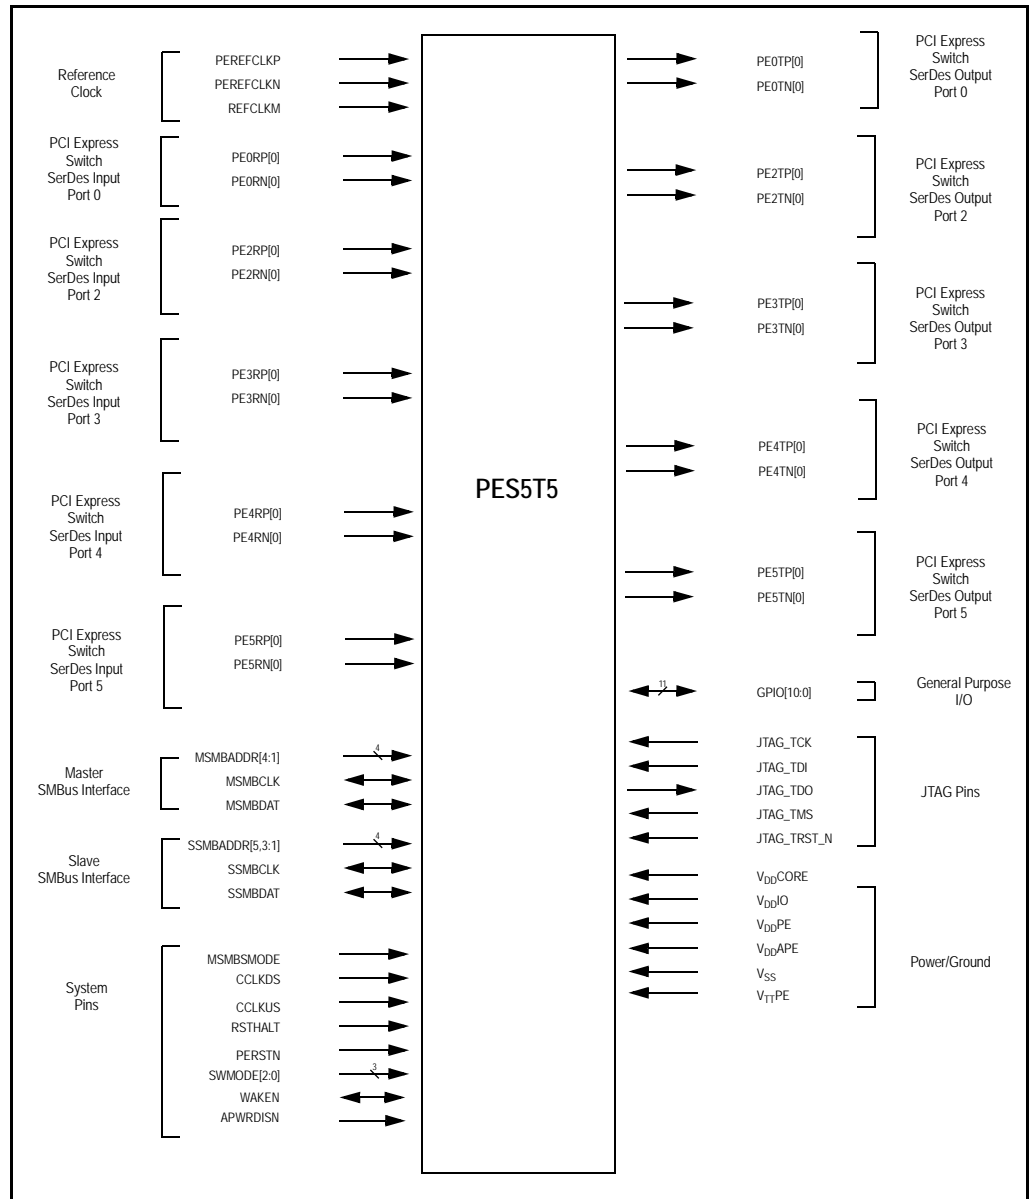 Reference
Clock
PEREFCLKP
PEREFCLKN
REFCLKM
PCI Express
Switch
SerDes Input
Port 0
PE0RP[0]
PE0RN[0]
PCI Express
Switch
SerDes Input
Port 2
PE2RP[0]
PE2RN[0]
PCI Express
Switch
SerDes Input
Port 3
PE3RP[0]
PE3RN[0]
PCI Express
Switch
SerDes Input
Port 4
PE4RP[0]
PE4RN[0]
PCI Express
Switch
SerDes Input
Port 5
PE5RP[0]
PE5RN[0]
Master
SMBus Interface
MSMBADDR[4:1]
4
MSMBCLK
MSMBDAT
Slave
SMBus Interface
SSMBADDR[5,3:1]
4
SSMBCLK
SSMBDAT
System
Pins
MSMBSMODE
CCLKDS
CCLKUS
RSTHALT
PERSTN
SWMODE[2:0]
3
WAKEN
APWRDISN
PES5T5
PE0TP[0]
PE0TN[0]
PCI Express
Switch
SerDes Output
Port 0
PE2TP[0]
PE2TN[0]
PCI Express
Switch
SerDes Output
Port 2
PE3TP[0]
PE3TN[0]
PCI Express
Switch
SerDes Output
Port 3
PE4TP[0]
PE4TN[0]
PCI Express
Switch
SerDes Output
Port 4
PE5TP[0]
PE5TN[0]
PCI Express
Switch
SerDes Output
Port 5
11
GPIO[10:0]
General Purpose
I/O
JTAG_TCK
JTAG_TDI
JTAG_TDO
JTAG_TMS
JTAG_TRST_N
JTAG Pins
VDDCORE
VDDIO
VDDPE
VDDAPE
VSS
VTTPE
Power/Ground